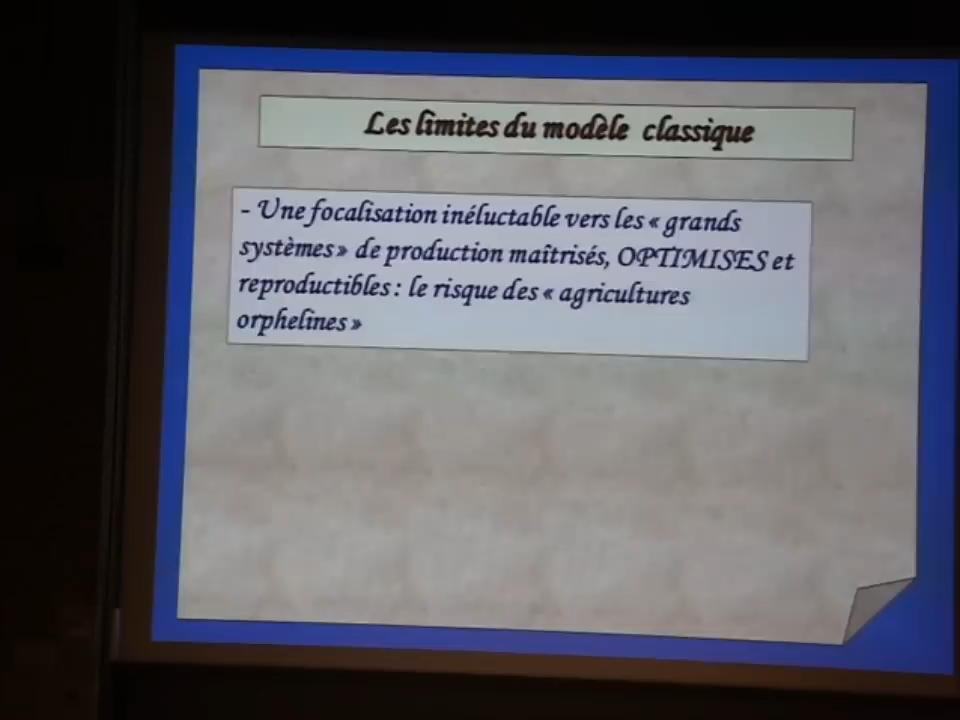 Les limites du modèle classique
- Une focalisation inéluctable vers les « grands
systèmes » de production maîtrisés, OPTIMISES et
reproductibles : le risque des « agricultures
orphelines »